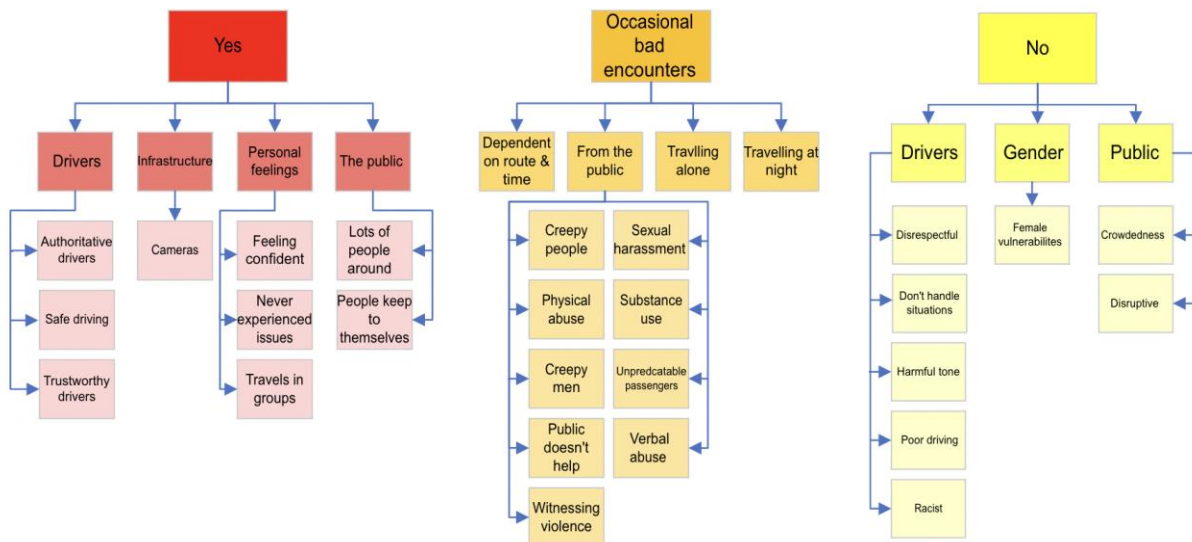 Yes
Drivers
Infrastructure
Personal
feelings
The public
Authoritative
drivers
Safe driving
Trustworthy
drivers
Cameras
Feeling
confident
Never
experienced
issues
Travels in
groups
Lots of
people
around
People keep
to
themselves
Occasional
bad
encounters
Dependent
on route &
time
From the
public
Travlling
alone
Travelling at
night
Creepy
people
Physical
abuse
Creepy
men
Public
doesn't
help
Witnessing
violence
Sexual
harassment
Substance
use
Unpredcatable
passengers
Verbal
abuse
No
Drivers
Gender
Public
Disrespectful
Don't handle
situations
Harmful tone
Poor driving
Racist
Female
vulnerabilites
Crowdedness
Disruptive